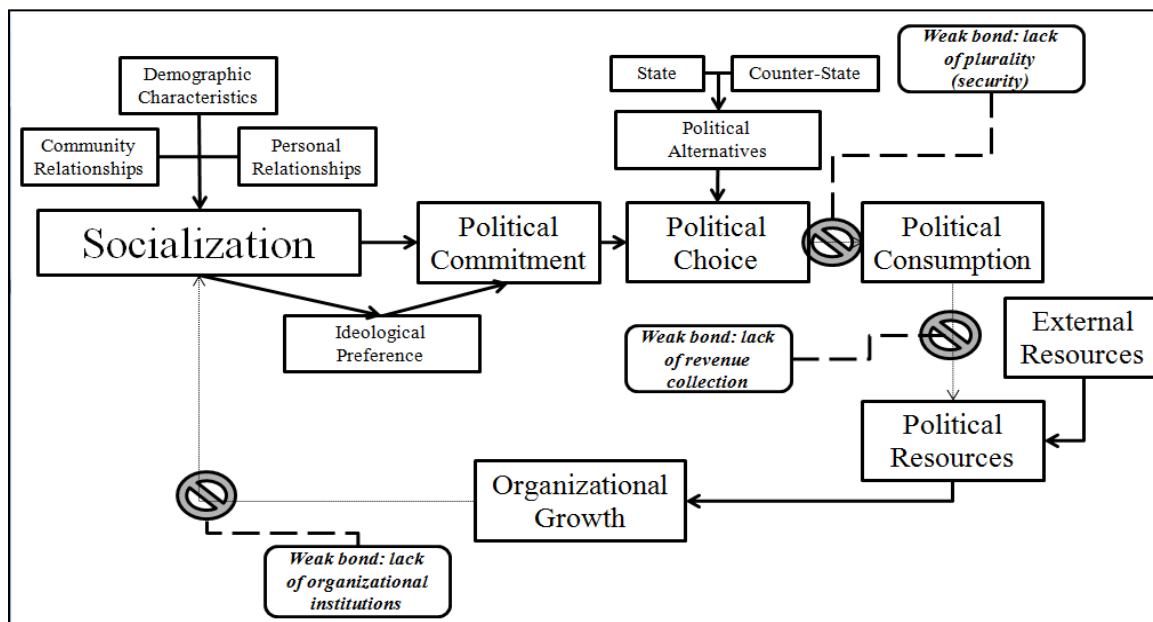 Demographic
Characteristics
Community
Relationships
Personal
Relationships
Socialization
Ideological
Preference
Political
Commitment
State
Counter-State
Political
Alternatives
Political
Choice
Weak bond: lack
of plurality
(security)
Political
Consumption
Weak bond: lack
of revenue
collection
External
Resources
Political
Resources
Organizational
Growth
Weak bond: lack
of organizational
institutions